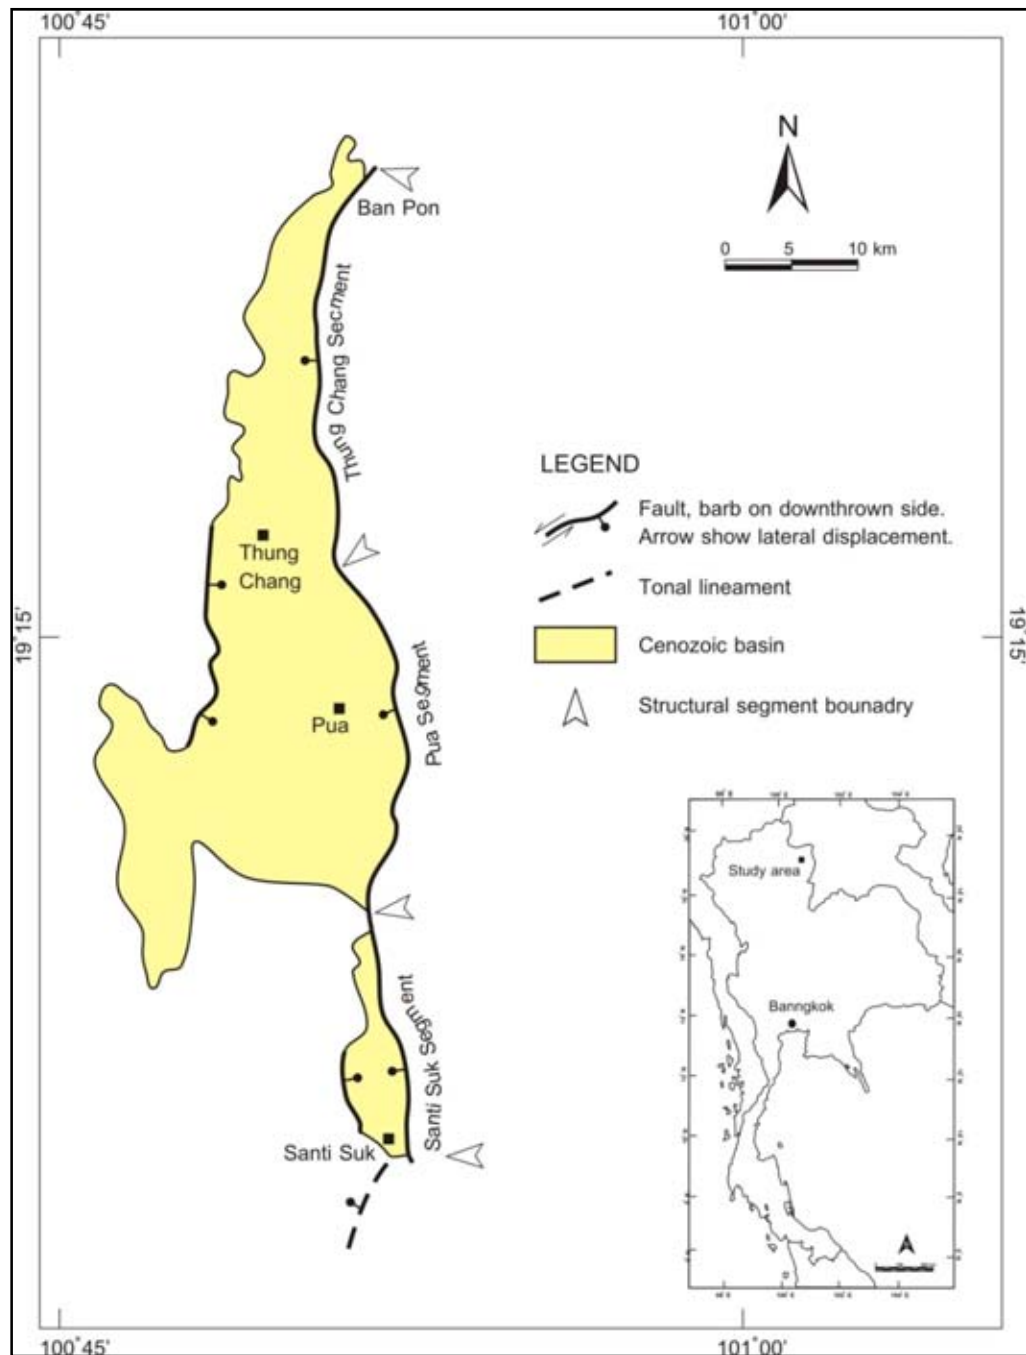 100˚45'
101˚00'
N
Ban Pon
0 5 10 km
Thung Chang Secment
LEGEND
Fault, barb on downthrown side.
Arrow show lateral displacement.
Thung
Chang
Tonal lineament
19˚15'
19˚15'
Cenozoic basin
Structural segment bounadry
Pua
Pua Segment
Study area
Banngkok
Santi Suk Segment
Santi Suk
100˚45'
101˚00'